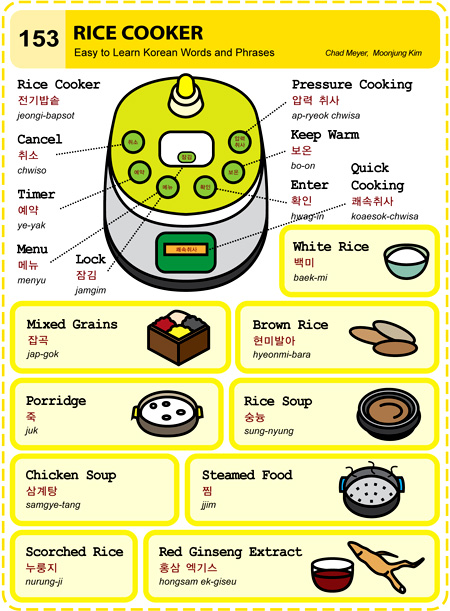 153
RICE COOKER
Easy to Learn Korean Words and Phrases
Chad Meyer, Moonjung Kim
Rice Cooker
전기밥솥
jeongi-bapsot
Pressure Cooking
압력 취사
ap-ryeok chwisa
Cancel
취소
chwiso
Keep Warm
보온
bo-on
Timer
예약
ye-yak
Enter
확인
hwag-in
Quick
Cooking
쾌속취사
koaesok-chwisa
Menu
메뉴
menyu
Lock
잠김
jamgim
취소
압력
취사
잠김
예약
보온
메뉴
확인
쾌속취사
White Rice
백미
baek-mi
Mixed Grains
잡곡
jap-gok
Brown Rice
현미발아
hyeonmi-bara
Porridge
죽
juk
Rice Soup
숭늉
sung-nyung
Chicken Soup
삼계탕
samgye-tang
Steamed Food
찜
jjim
Scorched Rice
누룽지
nurung-ji
Red Ginseng Extract
홍삼 엑기스
hongsam ek-giseu